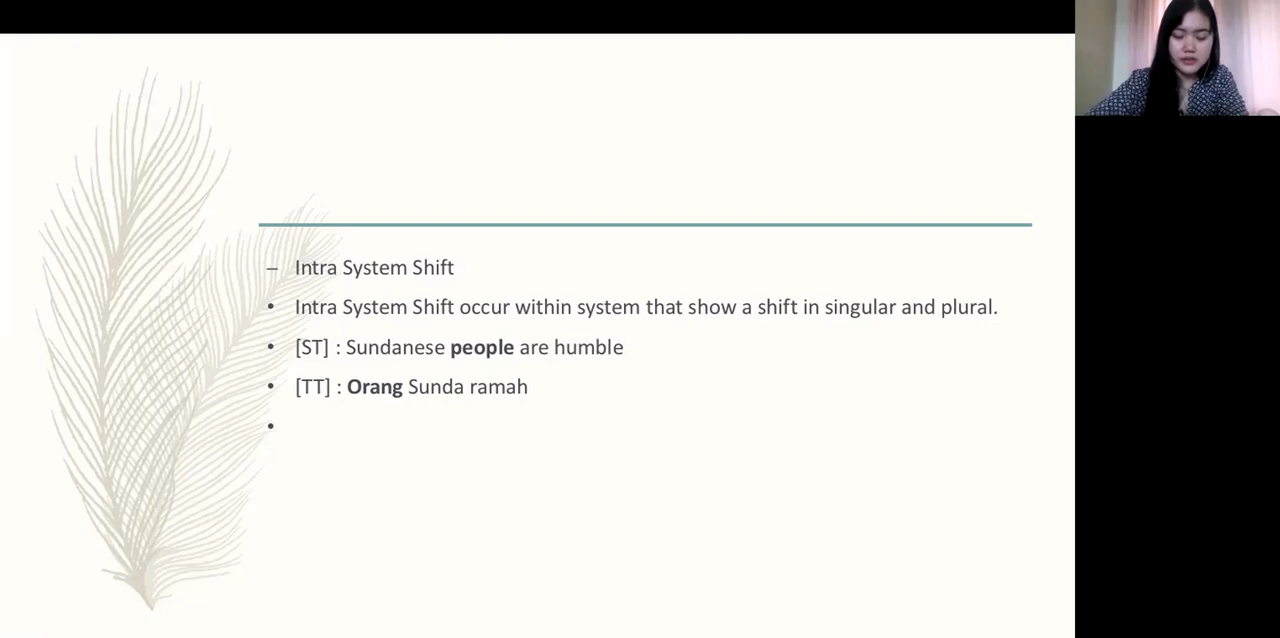 – Intra System Shift
• Intra System Shift occur within system that show a shift in singular and plural.
• [ST] : Sundanese people are humble
• [TT] : Orang Sunda ramah
•